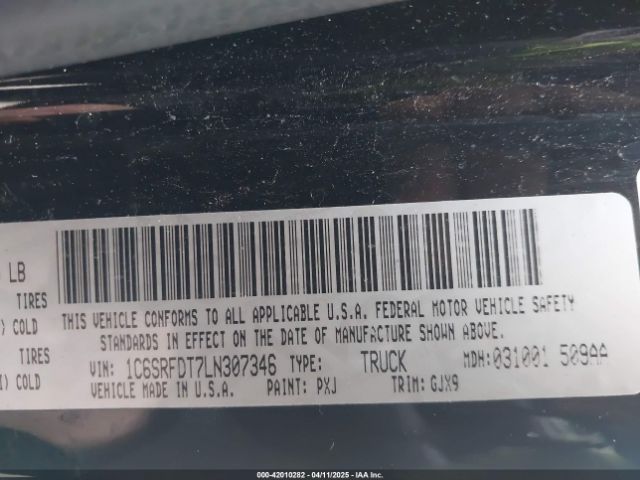 LB
TIRES
) COLD
TIRES
I) COLD
THIS VEHICLE CONFORMS TO ALL APPLICABLE U.S.A. FEDERAL MOTOR VEHICLE SAFETY
STANDARDS IN EFFECT ON THE DATE OF MANUFACTURE SHOWN ABOVE.
VIN: 1C6SRFDT7LN307346 TYPE: TRUCK MDH: 031001 509AA
VEHICLE MADE IN U.S.A. PAINT: PXJ TRIM: GJX9
000-42010282 - 04/11/2025 - IAA Inc.